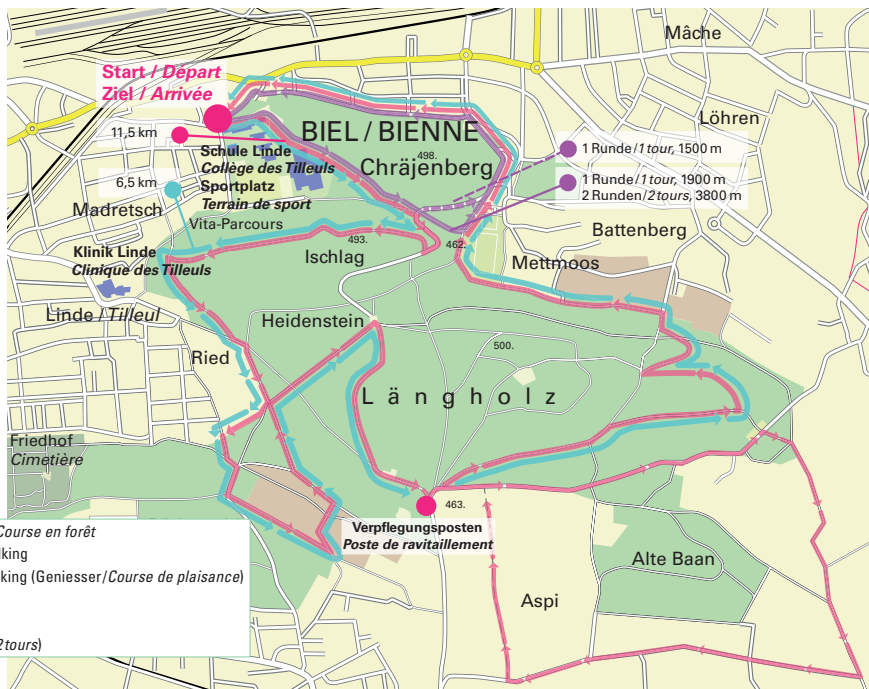 Mâche
Start / Départ
Ziel / Arrivée
Löhren
11,5 km
BIEL / BIENNE
1 Runde/1 tour, 1500 m
Schule Linde
Collège des Tilleuls
498.
Chräjenberg
6,5 km
Sportplatz
Terrain de sport
1 Runde/1 tour, 1900 m
2 Runden/2 tours, 3800 m
Madretsch
Vita-Parcours
Battenberg
493.
462.
Klinik Linde
Clinique des Tilleuls
Ischlag
Mettmoos
Linde / Tilleul
Heidenstein
Ried
500.
Längholz
Friedhof
Cimetière
463.
Verpflegungsposten
Poste de ravitaillement
Course en forêt
lking
king (Geniesser/Course de plaisance)
2 tours)
Alte Baan
Aspi